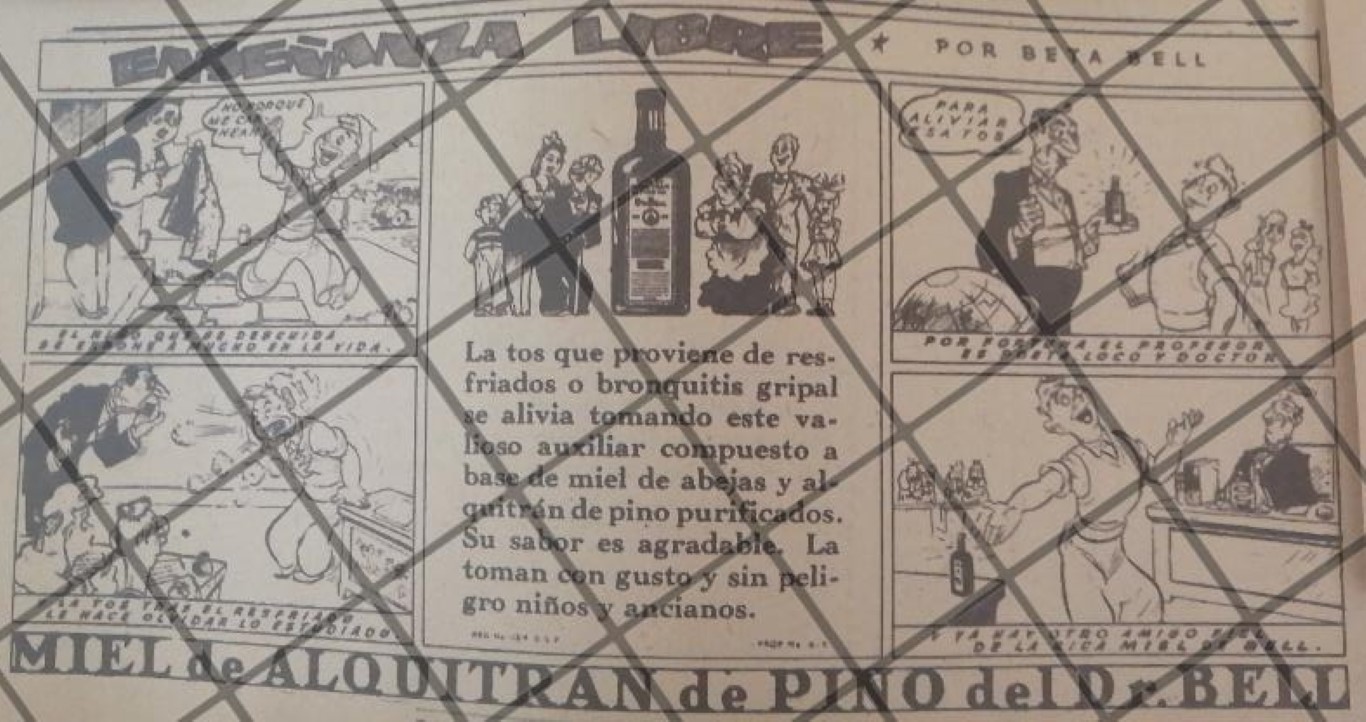 ENSEÑANZA LIBRE ★ POR BETA BELL
NO PORQUE
ME
EL NIÑO QUE SE DESCUIDA
SE EXPONE A MUCHO EN LA VIDA.
LA TOS TRAS EL RESFRIADO
LE HACE OLVIDAR LO ESTUDIADO.
La tos que proviene de res-
friados o bronquitis gripal
se alivia tomando este va-
lioso auxiliar compuesto a
base de miel de abejas y al-
quitrán de pino purificados.
Su sabor es agradable. La
toman con gusto y sin peli-
gro niños y ancianos.
PARA
ALIVIAR
ESA TOS
POR FORTUNA EL PROFESOR
ES POETA, LOCO Y DOCTOR
Y YA HAY OTRO AMIGO FIEL
DE LA RICA MIEL DE BELL.
MIEL de ALQUITRAN de PINO del Dr. BELL